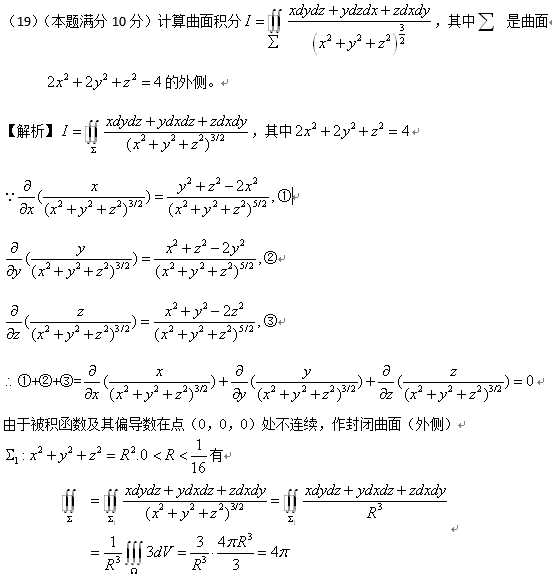 （19）（本题满分 10 分）计算曲面积分 $I=\oiint\limits_{\Sigma}\frac{xdydz+ydzdx+zdxdy}{(x^2+y^2+z^2)^{\frac{3}{2}}}$，其中 $\sum$ 是曲面
$2x^2+2y^2+z^2=4$ 的外侧。
【解析】$I=\oiint\limits_{\Sigma}\frac{xdydz+ydxdz+zdxdy}{(x^2+y^2+z^2)^{3/2}}$，其中 $2x^2+2y^2+z^2=4$
$\because\frac{\partial}{\partial x}(\frac{x}{(x^2+y^2+z^2)^{3/2}})=\frac{y^2+z^2-2x^2}{(x^2+y^2+z^2)^{5/2}}$,①
$\frac{\partial}{\partial y}(\frac{y}{(x^2+y^2+z^2)^{3/2}})=\frac{x^2+z^2-2y^2}{(x^2+y^2+z^2)^{5/2}}$,②
$\frac{\partial}{\partial z}(\frac{z}{(x^2+y^2+z^2)^{3/2}})=\frac{x^2+y^2-2z^2}{(x^2+y^2+z^2)^{5/2}}$,③
$\therefore$ ①+②+③=$\frac{\partial}{\partial x}(\frac{x}{(x^2+y^2+z^2)^{3/2}})+\frac{\partial}{\partial y}(\frac{y}{(x^2+y^2+z^2)^{3/2}})+\frac{\partial}{\partial z}(\frac{z}{(x^2+y^2+z^2)^{3/2}})=0$
由于被积函数及其偏导数在点（0，0，0）处不连续，作封闭曲面（外侧）
$\Sigma_1:x^2+y^2+z^2=R^2.0<R<\frac{1}{16}$有
$\oiint\limits_{\Sigma}=\oiint\limits_{\Sigma_1}\frac{xdydz+ydxdz+zdxdy}{(x^2+y^2+z^2)^{3/2}}=\oiint\limits_{\Sigma_1}\frac{xdydz+ydxdz+zdxdy}{R^3}$
$=\frac{1}{R^3}\iiint\limits_{\Omega}3dV=\frac{3}{R^3}\cdot\frac{4\pi R^3}{3}=4\pi$